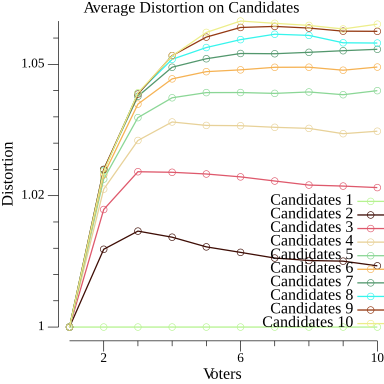 Average Distortion on Candidates
1.05
1.02
1
Distortion
Candidates 1
Candidates 2
Candidates 3
Candidates 4
Candidates 5
Candidates 6
Candidates 7
Candidates 8
Candidates 9
Candidates 10
2
6
10
Voters